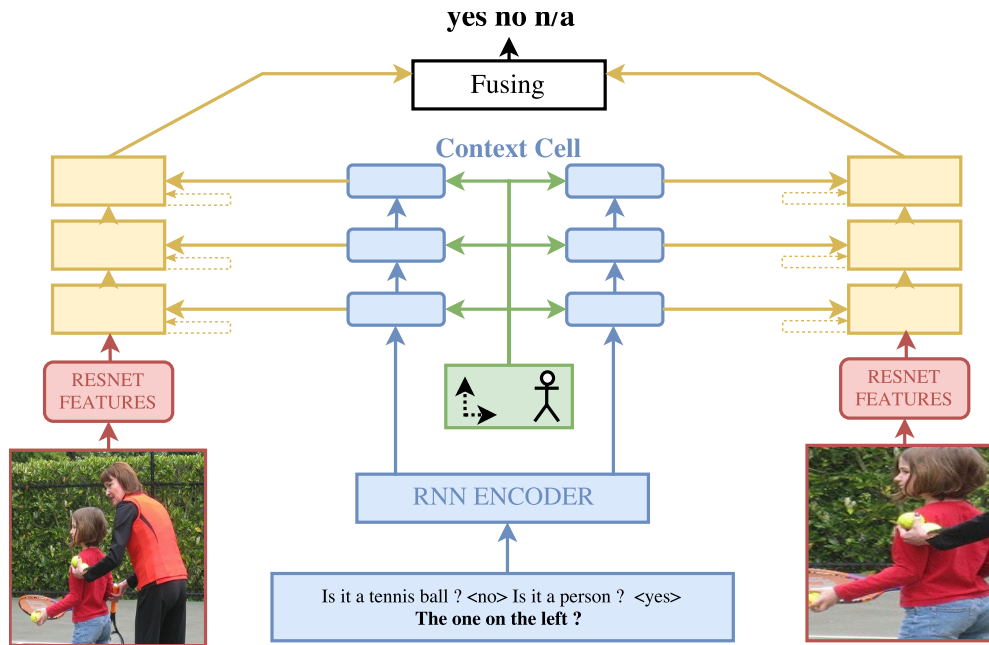 yes no n/a
Fusing
Context Cell
RESNET
FEATURES
RESNET
FEATURES
RNN ENCODER
Is it a tennis ball ? <no> Is it a person ? <yes>
The one on the left ?